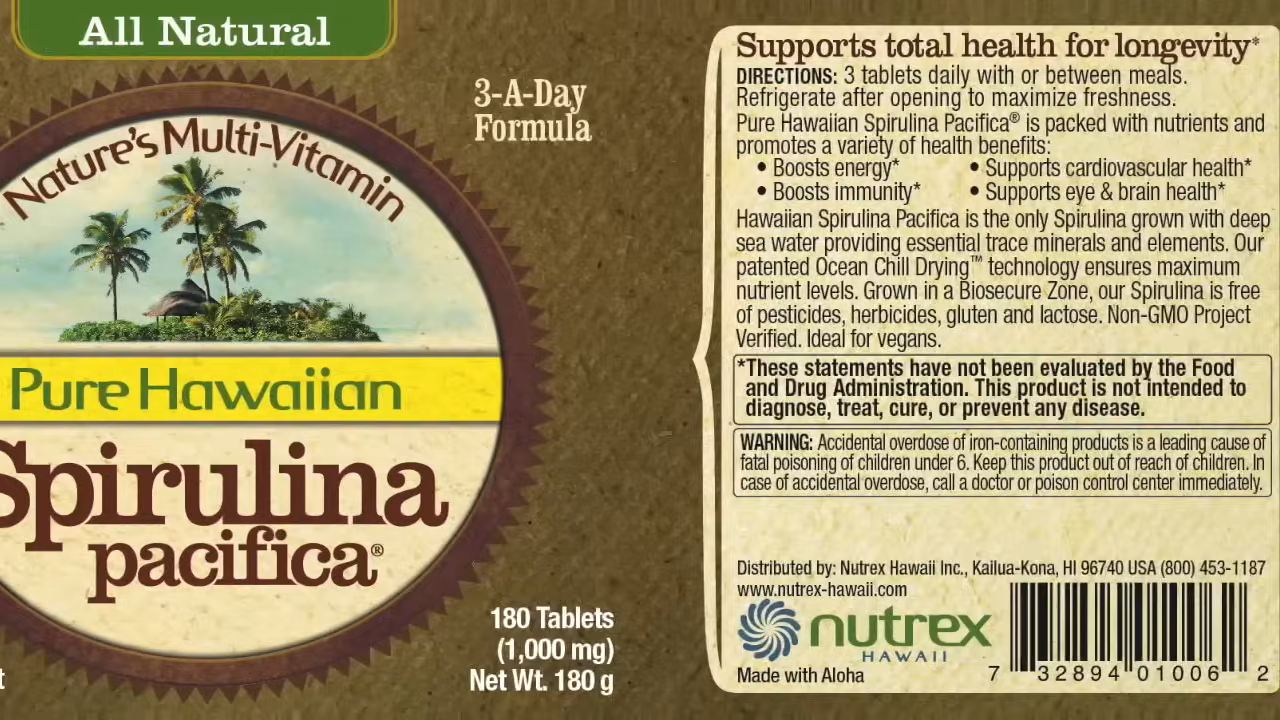 All Natural
3-A-Day
Formula
Nature's Multi-Vitamin
Pure Hawaiian
Spirulina
pacifica®
180 Tablets
(1,000 mg)
Net Wt. 180 g
Supports total health for longevity*
DIRECTIONS: 3 tablets daily with or between meals.
Refrigerate after opening to maximize freshness.
Pure Hawaiian Spirulina Pacifica® is packed with nutrients and
promotes a variety of health benefits:
• Boosts energy* • Supports cardiovascular health*
• Boosts immunity* • Supports eye & brain health*
Hawaiian Spirulina Pacifica is the only Spirulina grown with deep
sea water providing essential trace minerals and elements. Our
patented Ocean Chill Drying™ technology ensures maximum
nutrient levels. Grown in a Biosecure Zone, our Spirulina is free
of pesticides, herbicides, gluten and lactose. Non-GMO Project
Verified. Ideal for vegans.
*These statements have not been evaluated by the Food
and Drug Administration. This product is not intended to
diagnose, treat, cure, or prevent any disease.
WARNING: Accidental overdose of iron-containing products is a leading cause of
fatal poisoning of children under 6. Keep this product out of reach of children. In
case of accidental overdose, call a doctor or poison control center immediately.
Distributed by: Nutrex Hawaii Inc., Kailua-Kona, HI 96740 USA (800) 453-1187
www.nutrex-hawaii.com
nutrex
HAWAII
Made with Aloha
7 32894 01006 2